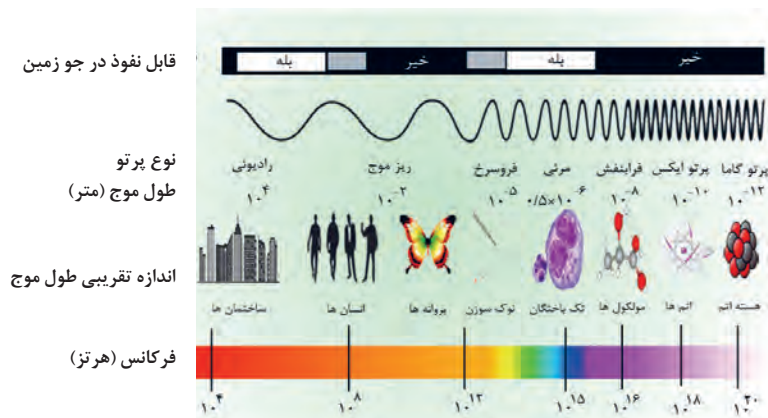 قابل نفوذ در جو زمین
بله خیر بله خیر
نوع پرتو
رادیوئی ریز موج فروسرخ مرئی فرابنفش پرتو ایکس پرتو گاما
طول موج (متر)
۱۰^۴ ۱۰^-۲ ۱۰^-۵ ۰/۵×۱۰^-۶ ۱۰^-۸ ۱۰^-۱۰ ۱۰^-۱۲
اندازه تقریبی طول موج
ساختمان ها انسان ها پروانه ها نوک سوزن تک یاختگان مولکول ها اتم ها هسته اتم
فرکانس (هرتز)
۱۰^۴ ۱۰^۸ ۱۰^۱۲ ۱۰^۱۵ ۱۰^۱۶ ۱۰^۱۸ ۱۰^۲۰